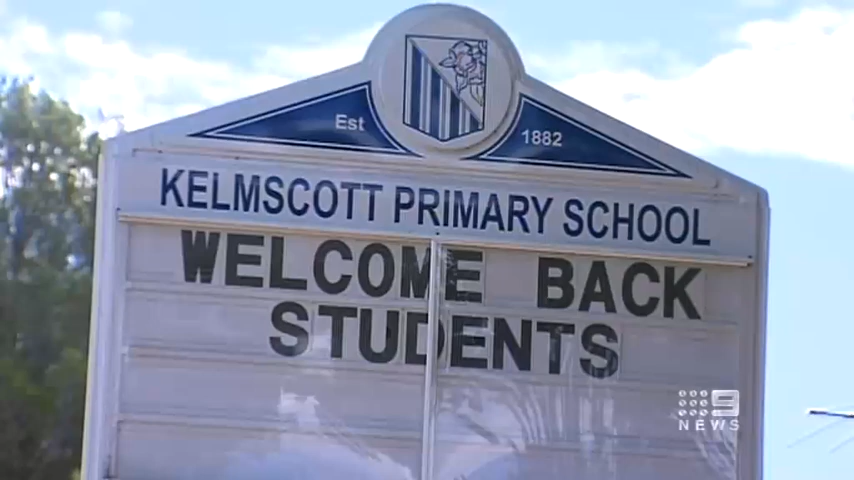 Est 1882
KELMSCOTT PRIMARY SCHOOL
WELCOME BACK
STUDENTS
9
NEWS